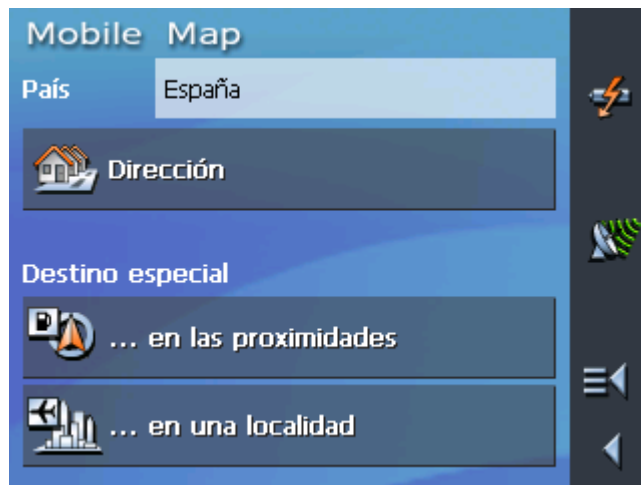 Mobile Map
País España
Dirección
Destino especial
... en las proximidades
... en una localidad